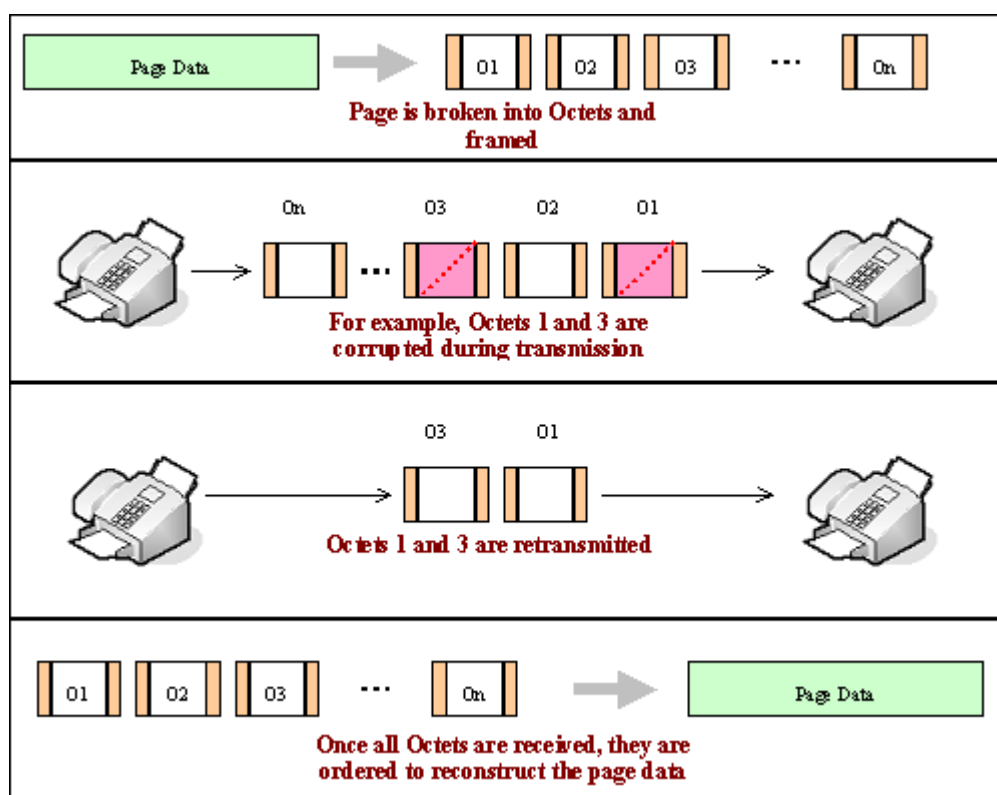 Page Data
01
02
03
...
0n
Page is broken into Octets and
framed
0n
03
02
01
...
For example, Octets 1 and 3 are
corrupted during transmission
03
01
Octets 1 and 3 are retransmitted
01
02
03
...
0n
Page Data
Once all Octets are received, they are
ordered to reconstruct the page data